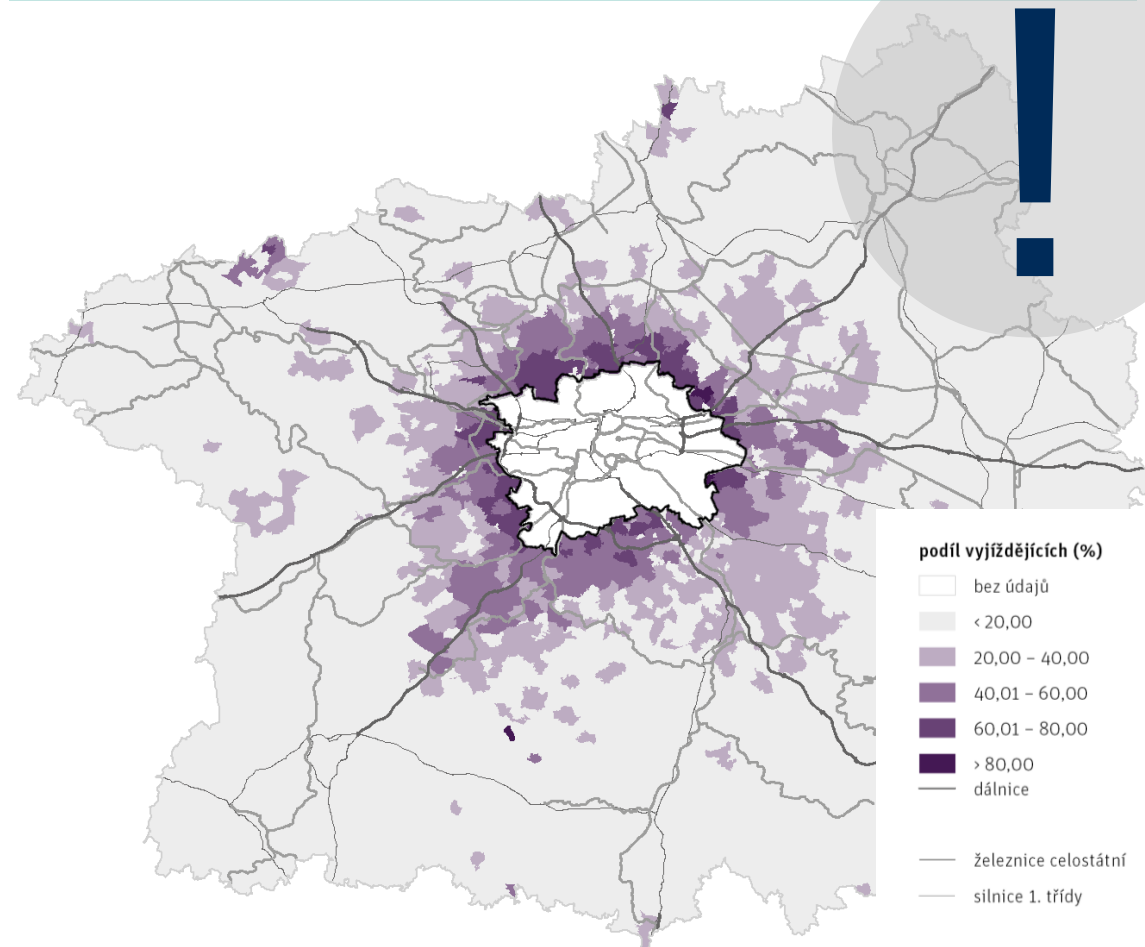 !
podíl vyjíždějících (%)
bez údajů
< 20,00
20,00 – 40,00
40,01 – 60,00
60,01 – 80,00
> 80,00
dálnice
železnice celostátní
silnice 1. třídy